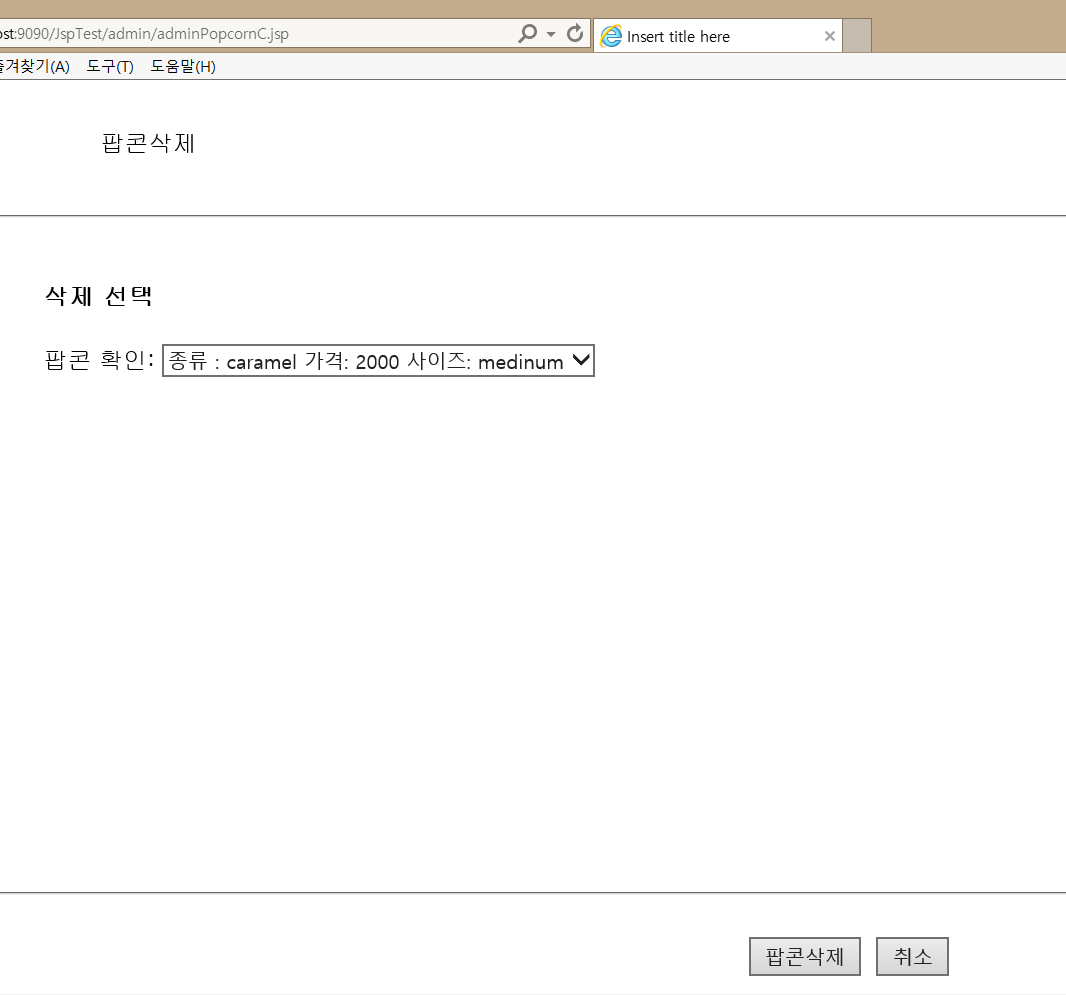 ost:9090/JspTest/admin/adminPopcornC.jsp Insert title here
즐겨찾기(A) 도구(T) 도움말(H)
팝콘삭제
삭제 선택
팝콘 확인: 종류 : caramel 가격: 2000 사이즈: medinum
팝콘삭제 취소